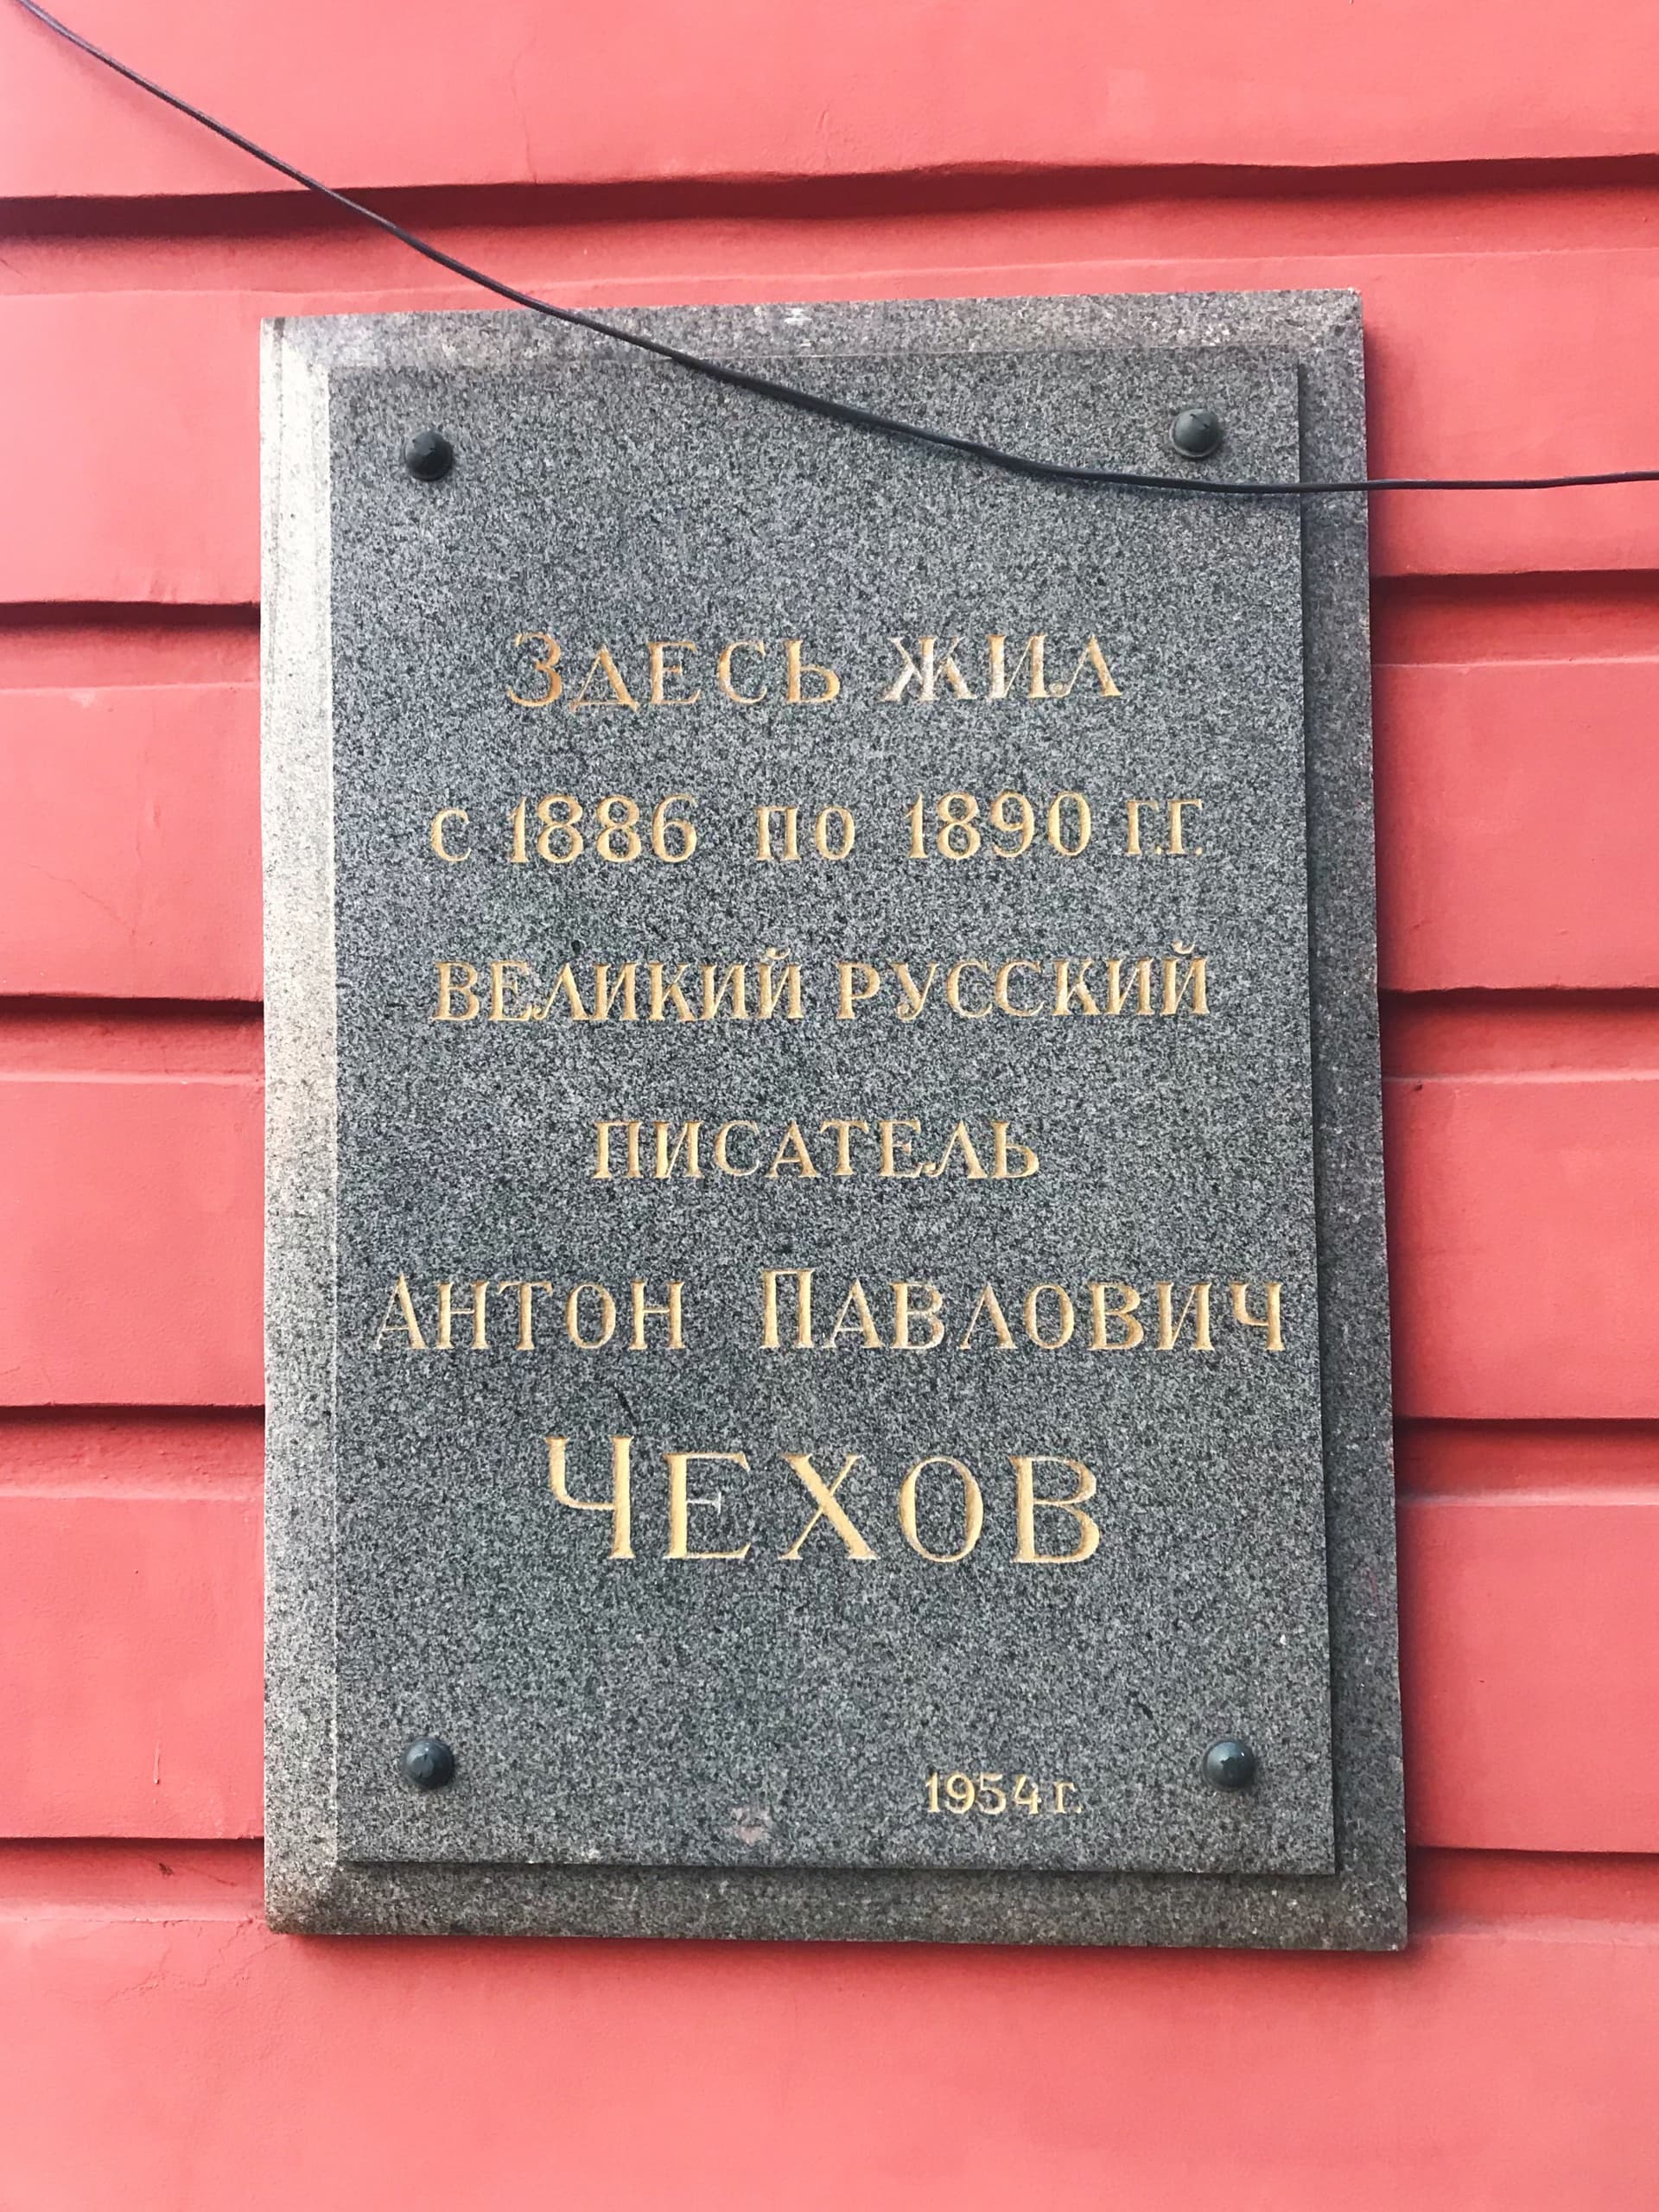 Здесь жил
с 1886 по 1890 г.г.
великий русский
писатель
Антон Павлович
Чехов
1954 г.